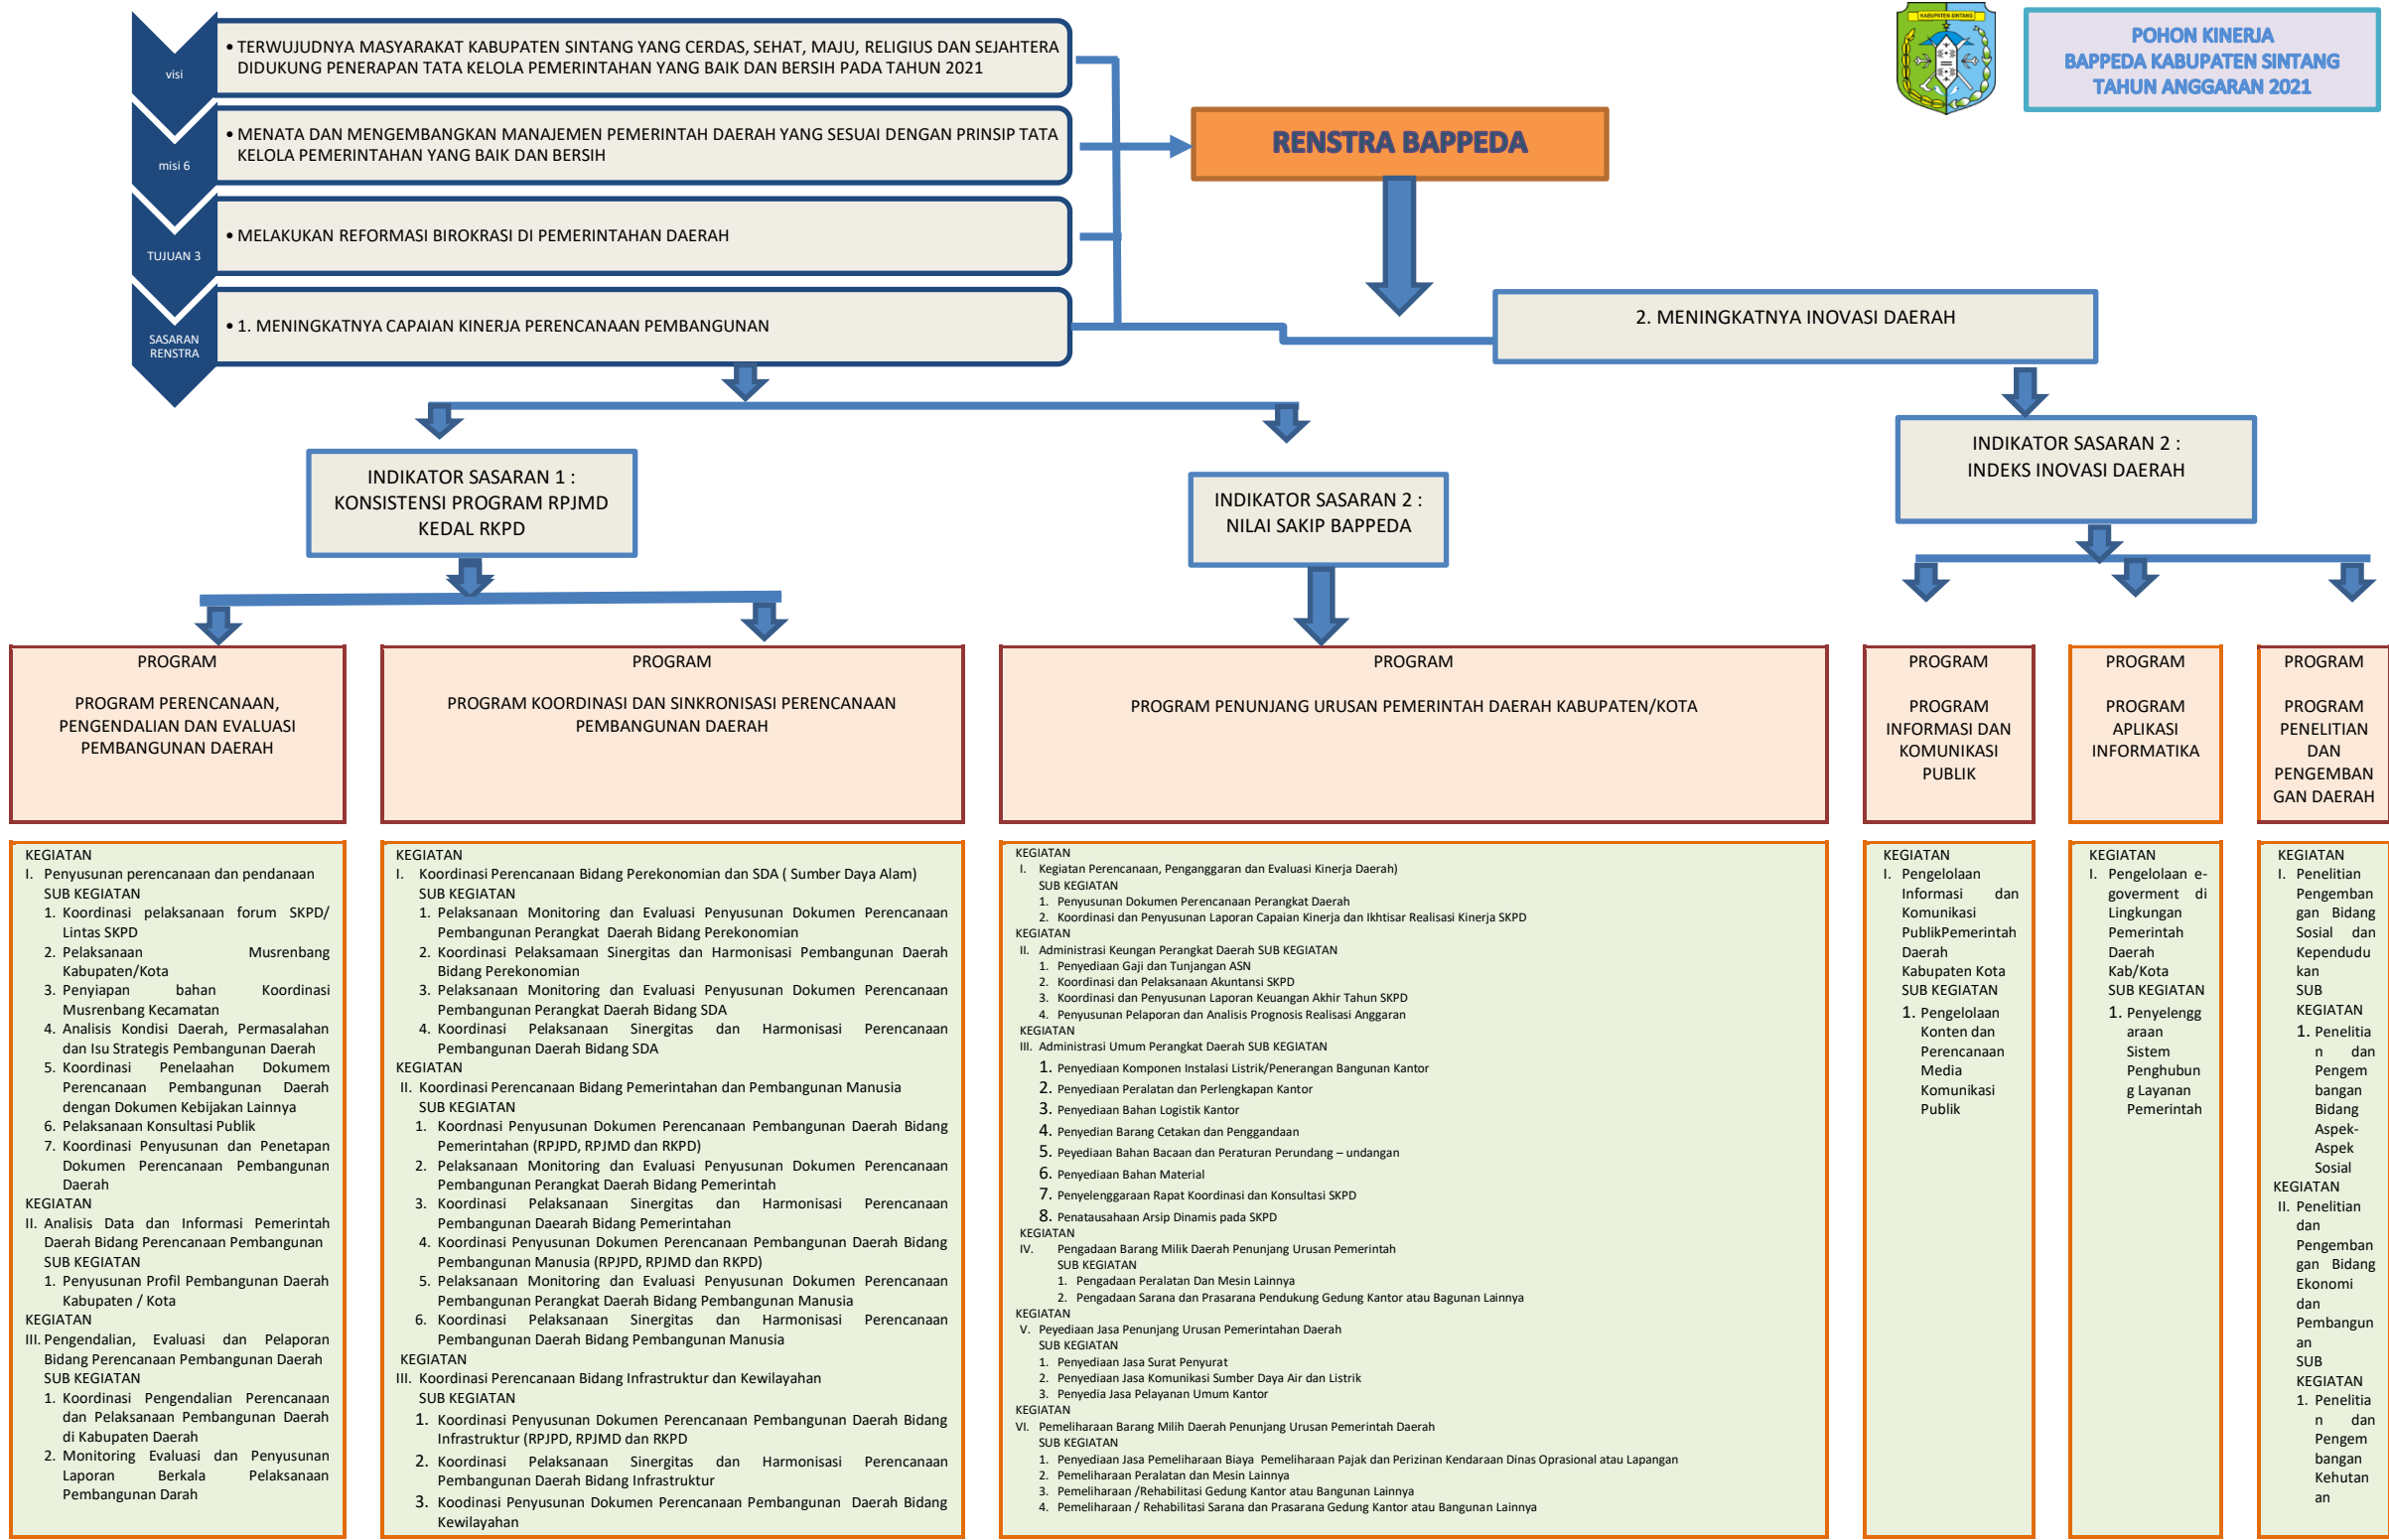 visi
• TERWUJUDNYA MASYARAKAT KABUPATEN SINTANG YANG CERDAS, SEHAT, MAJU, RELIGIUS DAN SEJAHTERA
DIDUKUNG PENERAPAN TATA KELOLA PEMERINTAHAN YANG BAIK DAN BERSIH PADA TAHUN 2021
misi 6
• MENATA DAN MENGEMBANGKAN MANAJEMEN PEMERINTAH DAERAH YANG SESUAI DENGAN PRINSIP TATA
KELOLA PEMERINTAHAN YANG BAIK DAN BERSIH
TUJUAN 3
• MELAKUKAN REFORMASI BIROKRASI DI PEMERINTAHAN DAERAH
SASARAN
RENSTRA
• 1. MENINGKATNYA CAPAIAN KINERJA PERENCANAAN PEMBANGUNAN
RENSTRA BAPPEDA
KABUPATEN SINTANG
POHON KINERJA
BAPPEDA KABUPATEN SINTANG
TAHUN ANGGARAN 2021
2. MENINGKATNYA INOVASI DAERAH
INDIKATOR SASARAN 1 :
KONSISTENSI PROGRAM RPJMD
KEDAL RKPD
INDIKATOR SASARAN 2 :
NILAI SAKIP BAPPEDA
INDIKATOR SASARAN 2 :
INDEKS INOVASI DAERAH
PROGRAM
PROGRAM PERENCANAAN,
PENGENDALIAN DAN EVALUASI
PEMBANGUNAN DAERAH
PROGRAM
PROGRAM KOORDINASI DAN SINKRONISASI PERENCANAAN
PEMBANGUNAN DAERAH
PROGRAM
PROGRAM PENUNJANG URUSAN PEMERINTAH DAERAH KABUPATEN/KOTA
PROGRAM
PROGRAM
INFORMASI DAN
KOMUNIKASI
PUBLIK
PROGRAM
PROGRAM
APLIKASI
INFORMATIKA
PROGRAM
PROGRAM
PENELITIAN
DAN
PENGEMBAN
GAN DAERAH
KEGIATAN
I. Penyusunan perencanaan dan pendanaan
SUB KEGIATAN
1. Koordinasi pelaksanaan forum SKPD/
Lintas SKPD
2. Pelaksanaan Musrenbang
Kabupaten/Kota
3. Penyiapan bahan Koordinasi
Musrenbang Kecamatan
4. Analisis Kondisi Daerah, Permasalahan
dan Isu Strategis Pembangunan Daerah
5. Koordinasi Penelaahan Dokumem
Perencanaan Pembangunan Daerah
dengan Dokumen Kebijakan Lainnya
6. Pelaksanaan Konsultasi Publik
7. Koordinasi Penyusunan dan Penetapan
Dokumen Perencanaan Pembangunan
Daerah
KEGIATAN
II. Analisis Data dan Informasi Pemerintah
Daerah Bidang Perencanaan Pembangunan
SUB KEGIATAN
1. Penyusunan Profil Pembangunan Daerah
Kabupaten / Kota
KEGIATAN
III. Pengendalian, Evaluasi dan Pelaporan
Bidang Perencanaan Pembangunan Daerah
SUB KEGIATAN
1. Koordinasi Pengendalian Perencanaan
dan Pelaksanaan Pembangunan Daerah
di Kabupaten Daerah
2. Monitoring Evaluasi dan Penyusunan
Laporan Berkala Pelaksanaan
Pembangunan Darah
KEGIATAN
I. Koordinasi Perencanaan Bidang Perekonomian dan SDA ( Sumber Daya Alam)
SUB KEGIATAN
1. Pelaksanaan Monitoring dan Evaluasi Penyusunan Dokumen Perencanaan
Pembangunan Perangkat Daerah Bidang Perekonomian
2. Koordinasi Pelaksamaan Sinergitas dan Harmonisasi Pembangunan Daerah
Bidang Perekonomian
3. Pelaksanaan Monitoring dan Evaluasi Penyusunan Dokumen Perencanaan
Pembangunan Perangkat Daerah Bidang SDA
4. Koordinasi Pelaksanaan Sinergitas dan Harmonisasi Perencanaan
Pembangunan Daerah Bidang SDA
KEGIATAN
II. Koordinasi Perencanaan Bidang Pemerintahan dan Pembangunan Manusia
SUB KEGIATAN
1. Koordnasi Penyusunan Dokumen Perencanaan Pembangunan Daerah Bidang
Pemerintahan (RPJPD, RPJMD dan RKPD)
2. Pelaksanaan Monitoring dan Evaluasi Penyusunan Dokumen Perencanaan
Pembangunan Perangkat Daerah Bidang Pemerintah
3. Koordinasi Pelaksanaan Sinergitas dan Harmonisasi Perencanaan
Pembangunan Daearah Bidang Pemerintahan
4. Koordinasi Penyusunan Dokumen Perencanaan Pembangunan Daerah Bidang
Pembangunan Manusia (RPJPD, RPJMD dan RKPD)
5. Pelaksanaan Monitoring dan Evaluasi Penyusunan Dokumen Perencanaan
Pembangunan Perangkat Daerah Bidang Pembangunan Manusia
6. Koordinasi Pelaksanaan Sinergitas dan Harmonisasi Perencanaan
Pembangunan Daerah Bidang Pembangunan Manusia
KEGIATAN
III. Koordinasi Perencanaan Bidang Infrastruktur dan Kewilayahan
SUB KEGIATAN
1. Koordinasi Penyusunan Dokumen Perencanaan Pembangunan Daerah Bidang
Infrastruktur (RPJPD, RPJMD dan RKPD
2. Koordinasi Pelaksanaan Sinergitas dan Harmonisasi Perencanaan
Pembangunan Daerah Bidang Infrastruktur
3. Koodinasi Penyusunan Dokumen Perencanaan Pembangunan Daerah Bidang
Kewilayahan
KEGIATAN
I. Kegiatan Perencanaan, Penganggaran dan Evaluasi Kinerja Daerah)
SUB KEGIATAN
1. Penyusunan Dokumen Perencanaan Perangkat Daerah
2. Koordinasi dan Penyusunan Laporan Capaian Kinerja dan Ikhtisar Realisasi Kinerja SKPD
KEGIATAN
II. Administrasi Keungan Perangkat Daerah SUB KEGIATAN
1. Penyediaan Gaji dan Tunjangan ASN
2. Koordinasi dan Pelaksanaan Akuntansi SKPD
3. Koordinasi dan Penyusunan Laporan Keuangan Akhir Tahun SKPD
4. Penyusunan Pelaporan dan Analisis Prognosis Realisasi Anggaran
KEGIATAN
III. Administrasi Umum Perangkat Daerah SUB KEGIATAN
1. Penyediaan Komponen Instalasi Listrik/Penerangan Bangunan Kantor
2. Penyediaan Peralatan dan Perlengkapan Kantor
3. Penyediaan Bahan Logistik Kantor
4. Penyedian Barang Cetakan dan Penggandaan
5. Peyediaan Bahan Bacaan dan Peraturan Perundang – undangan
6. Penyediaan Bahan Material
7. Penyelenggaraan Rapat Koordinasi dan Konsultasi SKPD
8. Penatausahaan Arsip Dinamis pada SKPD
KEGIATAN
IV. Pengadaan Barang Milik Daerah Penunjang Urusan Pemerintah
SUB KEGIATAN
1. Pengadaan Peralatan Dan Mesin Lainnya
2. Pengadaan Sarana dan Prasarana Pendukung Gedung Kantor atau Bagunan Lainnya
KEGIATAN
V. Peyediaan Jasa Penunjang Urusan Pemerintahan Daerah
SUB KEGIATAN
1. Penyediaan Jasa Surat Penyurat
2. Penyediaan Jasa Komunikasi Sumber Daya Air dan Listrik
3. Penyedia Jasa Pelayanan Umum Kantor
KEGIATAN
VI. Pemeliharaan Barang Milih Daerah Penunjang Urusan Pemerintah Daerah
SUB KEGIATAN
1. Penyediaan Jasa Pemeliharaan Biaya Pemeliharaan Pajak dan Perizinan Kendaraan Dinas Oprasional atau Lapangan
2. Pemeliharaan Peralatan dan Mesin Lainnya
3. Pemeliharaan /Rehabilitasi Gedung Kantor atau Bangunan Lainnya
4. Pemeliharaan / Rehabilitasi Sarana dan Prasarana Gedung Kantor atau Bangunan Lainnya
KEGIATAN
I. Pengelolaan
Informasi dan
Komunikasi
PublikPemerintah
Daerah
Kabupaten Kota
SUB KEGIATAN
1. Pengelolaan
Konten dan
Perencanaan
Media
Komunikasi
Publik
KEGIATAN
I. Pengelolaan e-
goverment di
Lingkungan
Pemerintah
Daerah
Kab/Kota
SUB KEGIATAN
1. Penyelengg
araan
Sistem
Penghubun
g Layanan
Pemerintah
KEGIATAN
I. Penelitian
Pengemban
gan Bidang
Sosial dan
Kependudu
kan
SUB
KEGIATAN
1. Penelitia
n dan
Pengem
bangan
Bidang
Aspek-
Aspek
Sosial
KEGIATAN
II. Penelitian
dan
Pengemban
gan Bidang
Ekonomi
dan
Pembangun
an
SUB
KEGIATAN
1. Penelitia
n dan
Pengem
bangan
Kehutan
an